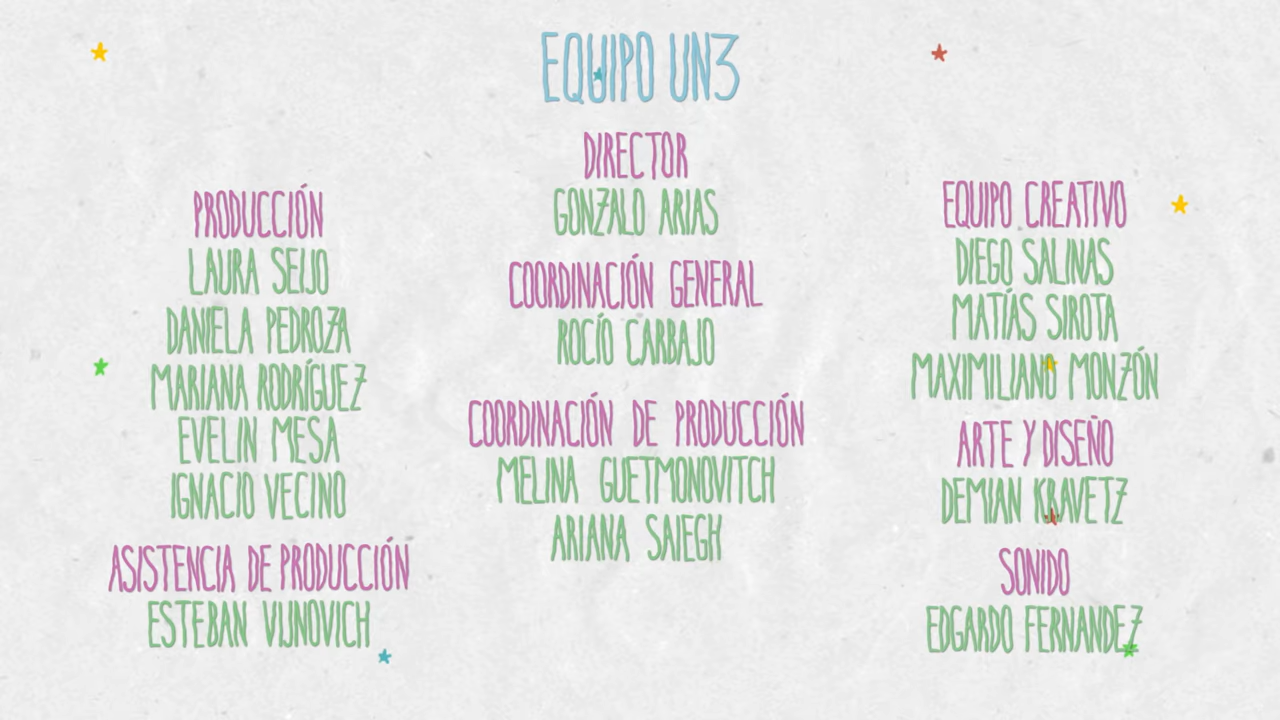 EQUIPO UN3
PRODUCCIÓN
LAURA SEIJO
DANIELA PEDROZA
MARIANA RODRÍGUEZ
EVELIN MESA
IGNACIO VECINO
ASISTENCIA DE PRODUCCIÓN
ESTEBAN VIJNOVICH
DIRECTOR
GONZALO ARIAS
COORDINACIÓN GENERAL
ROCÍO CARBAJO
COORDINACIÓN DE PRODUCCIÓN
MELINA GUETMONOVITCH
ARIANA SAIEGH
EQUIPO CREATIVO
DIEGO SALINAS
MATÍAS SIROTA
MAXIMILIANO MONZÓN
ARTE Y DISEÑO
DEMIAN KRAVETZ
SONIDO
EDGARDO FERNANDEZ